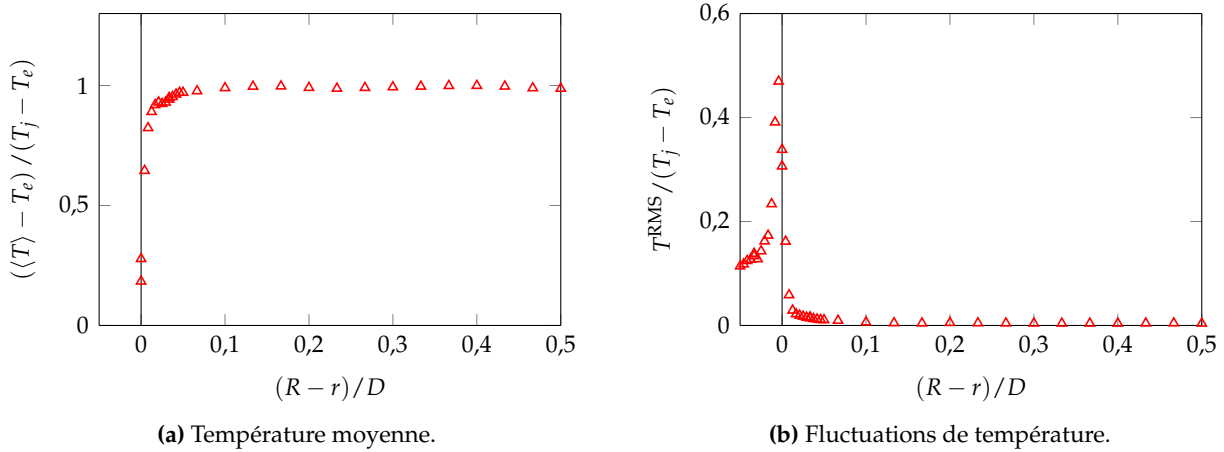 (⟨T⟩ − T_e)/(T_j − T_e)
1
0,5
0
0 0,1 0,2 0,3 0,4 0,5
(R − r)/D
(a) Température moyenne.
T^RMS/(T_j − T_e)
0,6
0,4
0,2
0
0 0,1 0,2 0,3 0,4 0,5
(R − r)/D
(b) Fluctuations de température.